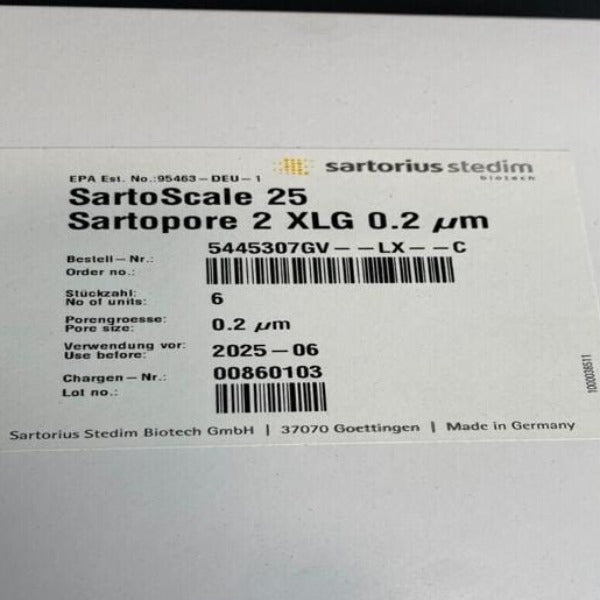 sartorius stedim
biotech
EPA Est. No.:95463-DEU-1
SartoScale 25
Sartopore 2 XLG 0.2 µm
5445307GV--LX--C
Bestell-Nr.:
Order no.:
Stückzahl:
No of units:
6
Porengroesse:
Pore size:
0.2 µm
Verwendung vor:
Use before:
2025-06
Chargen-Nr.:
Lot no.:
00860103
1000038511
Sartorius Stedim Biotech GmbH | 37070 Goettingen | Made in Germany